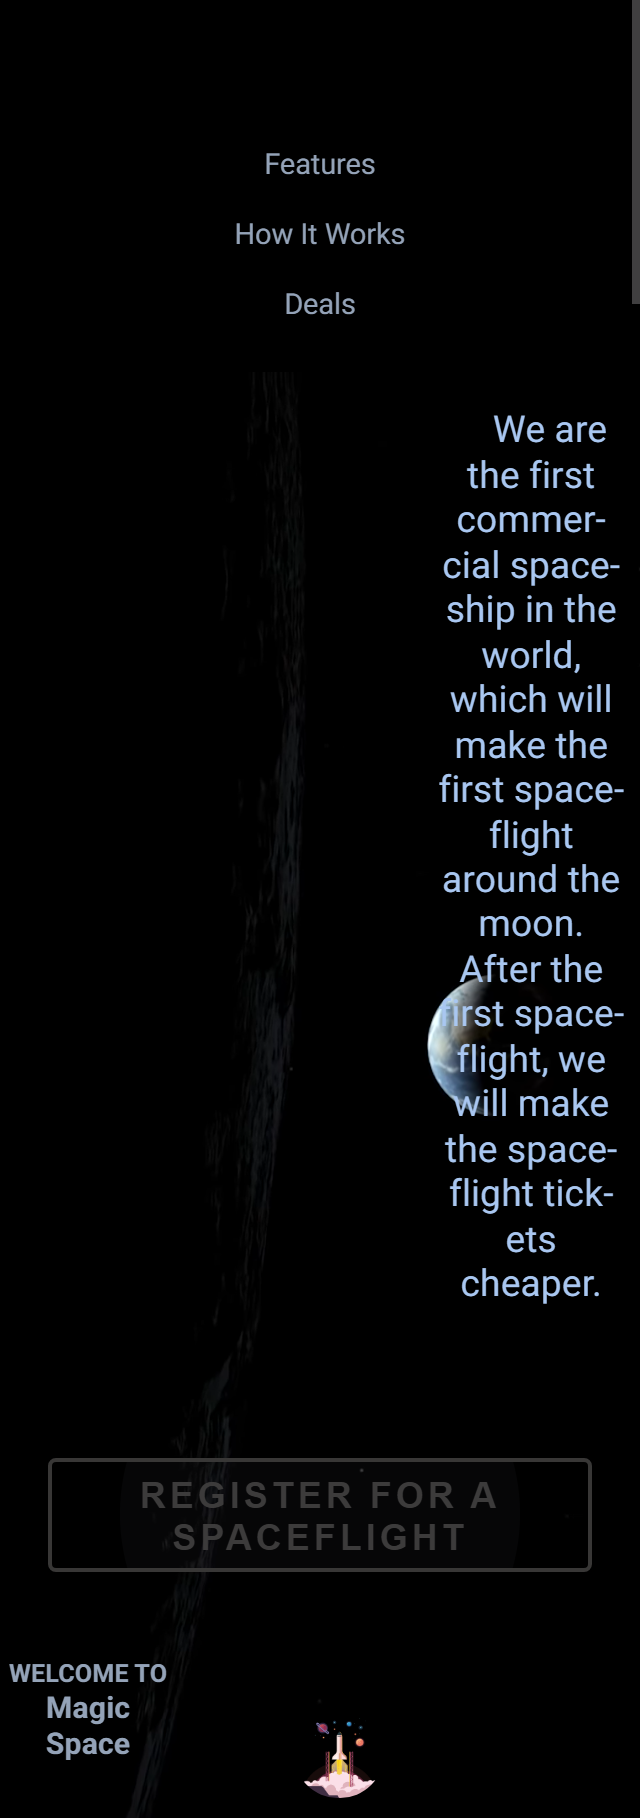 Features
How It Works
Deals
We are
the first
commer-
cial space-
ship in the
world,
which will
make the
first space-
flight
around the
moon.
After the
first space-
flight, we
will make
the space-
flight tick-
ets
cheaper.
REGISTER FOR A
SPACEFLIGHT
WELCOME TO
Magic
Space